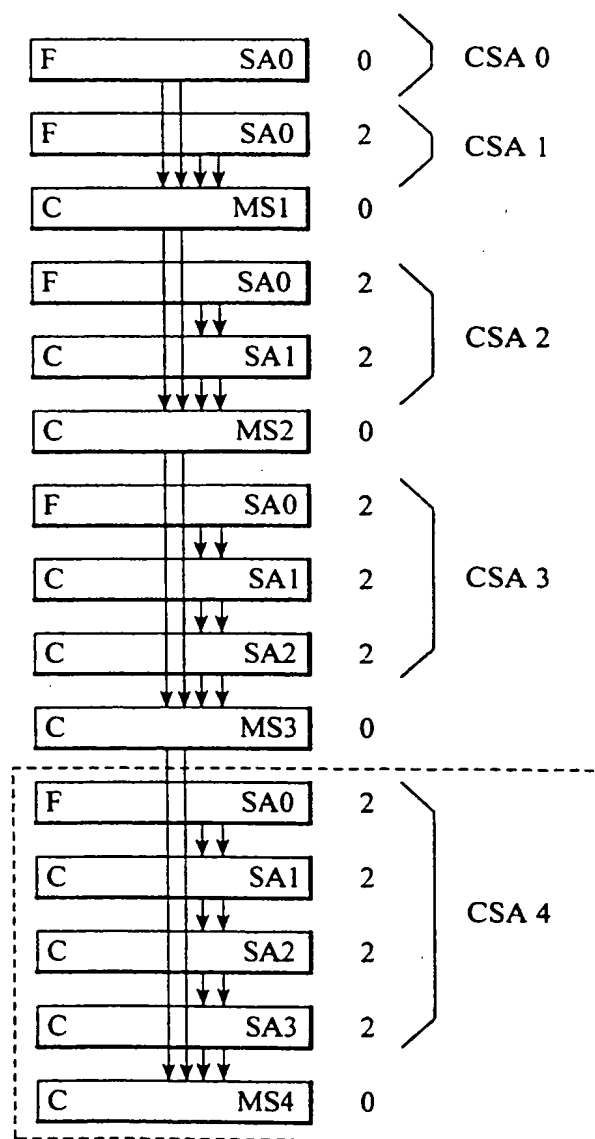 F SA0 0 CSA 0
F SA0 2 CSA 1
C MS1 0
F SA0 2
CSA 2
C SA1 2
C MS2 0
F SA0 2
C SA1 2 CSA 3
C SA2 2
C MS3 0
F SA0 2
C SA1 2
CSA 4
C SA2 2
C SA3 2
C MS4 0